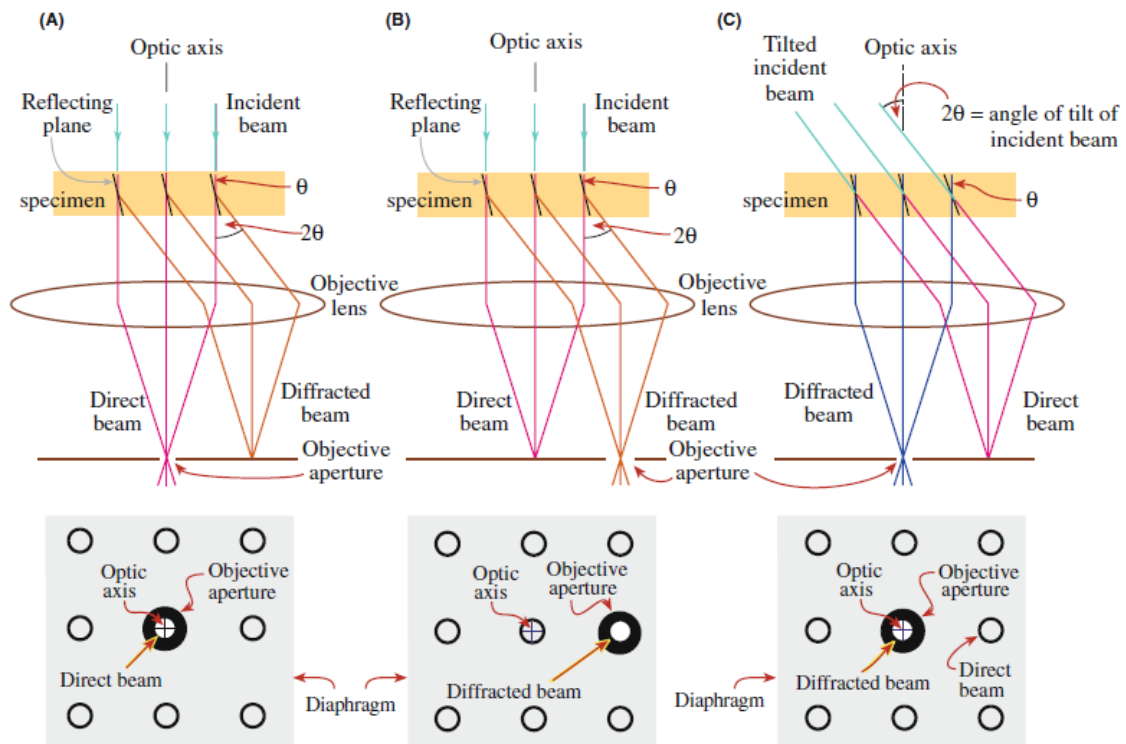 (A)
Optic axis
Reflecting
plane
Incident
beam
specimen
θ
2θ
Objective
lens
Direct
beam
Diffracted
beam
Objective
aperture
Optic
axis
Objective
aperture
Direct beam
(B)
Optic axis
Reflecting
plane
Incident
beam
specimen
θ
2θ
Objective
lens
Direct
beam
Diffracted
beam
Objective
aperture
Optic
axis
Objective
aperture
Diffracted beam
Diaphragm
(C)
Tilted
incident
beam
Optic axis
2θ = angle of tilt of
incident beam
specimen
θ
Diffracted
beam
Direct
beam
Optic
axis
Objective
aperture
Diffracted beam
Direct
beam
Diaphragm